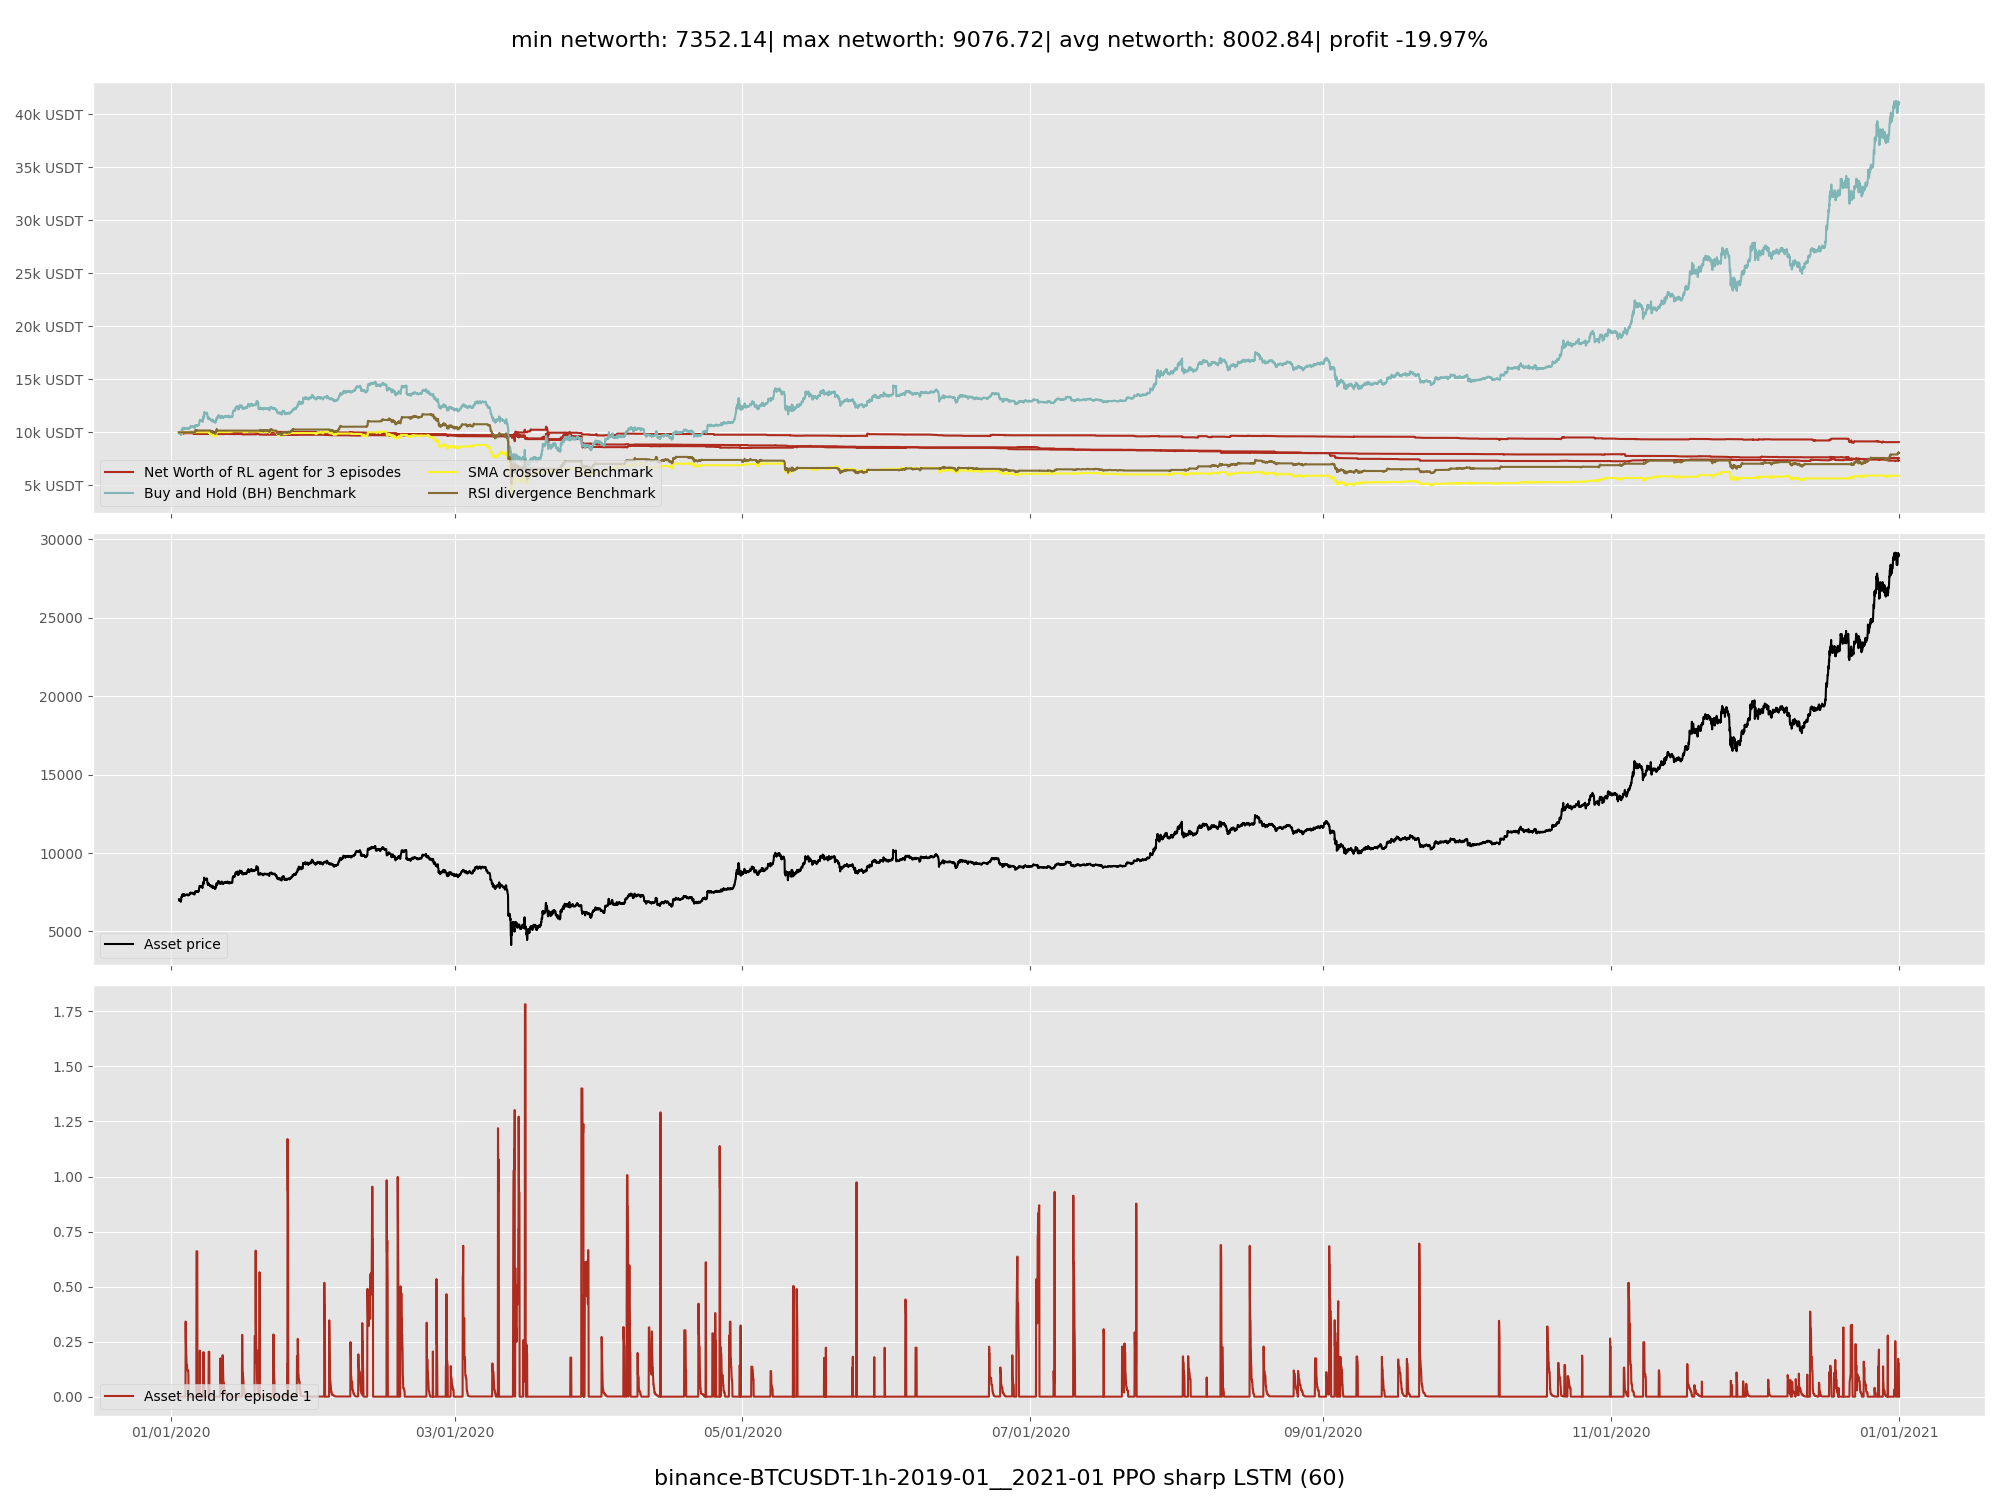 min networth: 7352.14| max networth: 9076.72| avg networth: 8002.84| profit -19.97%
40k USDT
35k USDT
30k USDT
25k USDT
20k USDT
15k USDT
10k USDT
5k USDT
Net Worth of RL agent for 3 episodes
Buy and Hold (BH) Benchmark
SMA crossover Benchmark
RSI divergence Benchmark
30000
25000
20000
15000
10000
5000
Asset price
1.75
1.50
1.25
1.00
0.75
0.50
0.25
0.00
Asset held for episode 1
01/01/2020 03/01/2020 05/01/2020 07/01/2020 09/01/2020 11/01/2020 01/01/2021
binance-BTCUSDT-1h-2019-01__2021-01 PPO sharp LSTM (60)